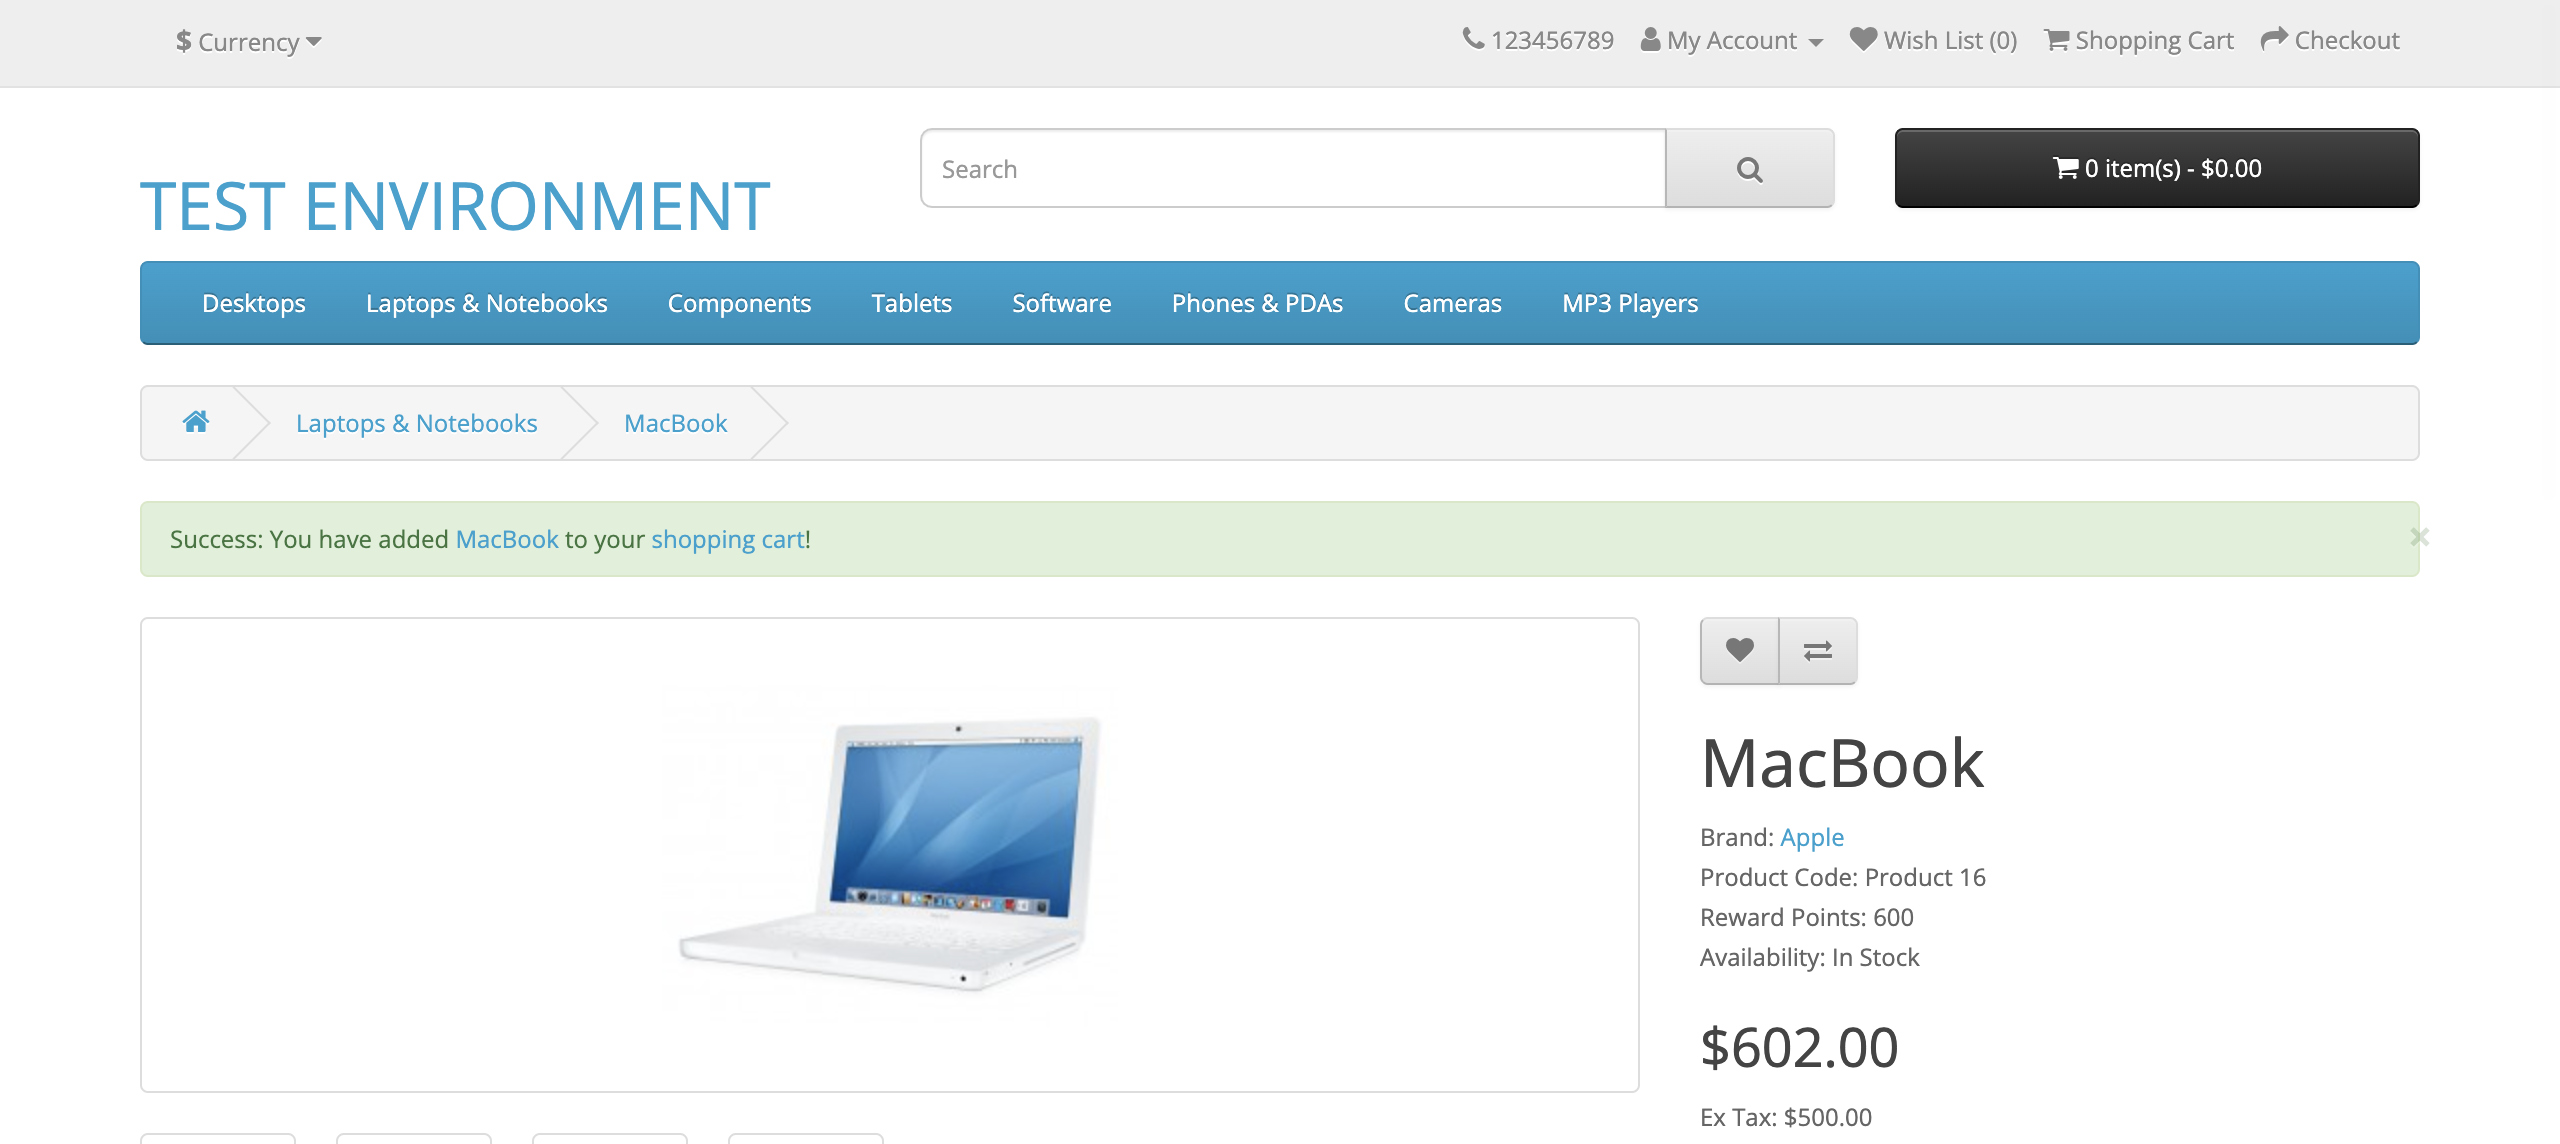 $ Currency
123456789 My Account Wish List (0) Shopping Cart Checkout
TEST ENVIRONMENT
Search
0 item(s) - $0.00
Desktops Laptops & Notebooks Components Tablets Software Phones & PDAs Cameras MP3 Players
Laptops & Notebooks MacBook
Success: You have added MacBook to your shopping cart!
×
MacBook
Brand: Apple
Product Code: Product 16
Reward Points: 600
Availability: In Stock
$602.00
Ex Tax: $500.00